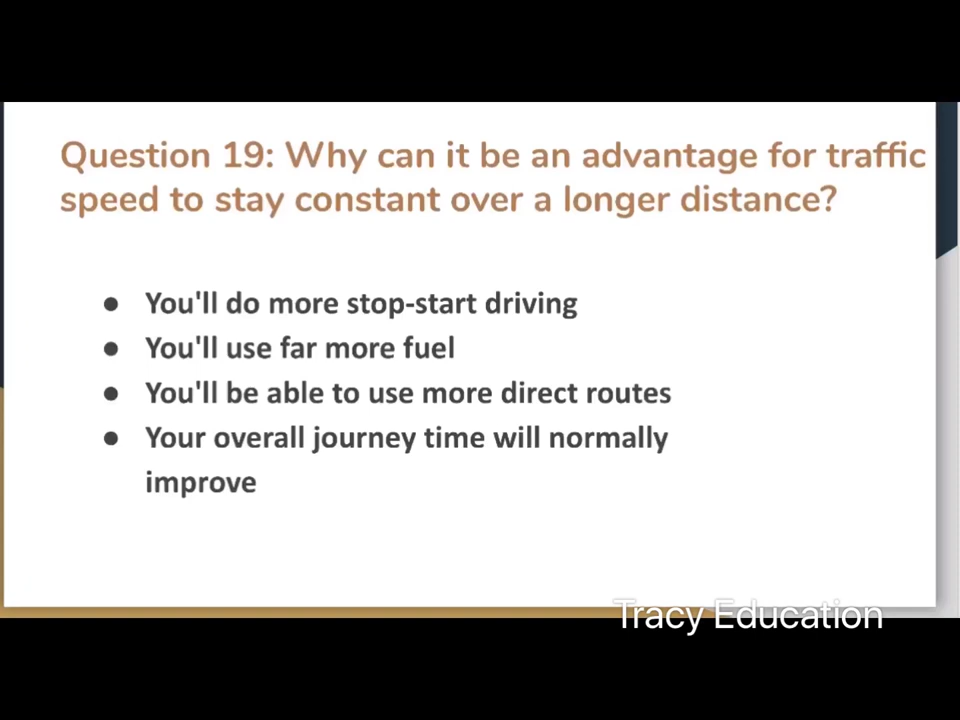 Question 19: Why can it be an advantage for traffic
speed to stay constant over a longer distance?
● You'll do more stop-start driving
● You'll use far more fuel
● You'll be able to use more direct routes
● Your overall journey time will normally
improve
Tracy Education